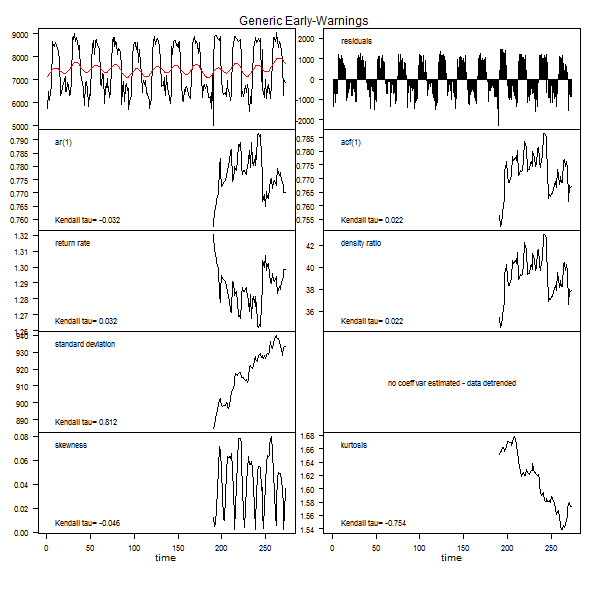 Generic Early-Warnings
9000
8000
7000
6000
5000
residuals
2000
1000
0
1000
2000
ar(1)
0.790
0.785
0.780
0.775
0.770
0.765
0.760
Kendall tau= -0.032
acf(1)
0.785
0.780
0.775
0.770
0.765
0.760
0.755
Kendall tau= 0.022
return rate
1.32
1.31
1.30
1.29
1.28
1.27
1.26
Kendall tau= 0.032
density ratio
42
40
38
36
Kendall tau= 0.022
standard deviation
940
930
920
910
900
890
Kendall tau= 0.812
no coeff var estimated - data detrended
skewness
0.08
0.06
0.04
0.02
0.00
Kendall tau= -0.046
0 50 100 150 200 250
time
kurtosis
1.68
1.66
1.64
1.62
1.60
1.58
1.56
1.54
Kendall tau= -0.754
0 50 100 150 200 250
time